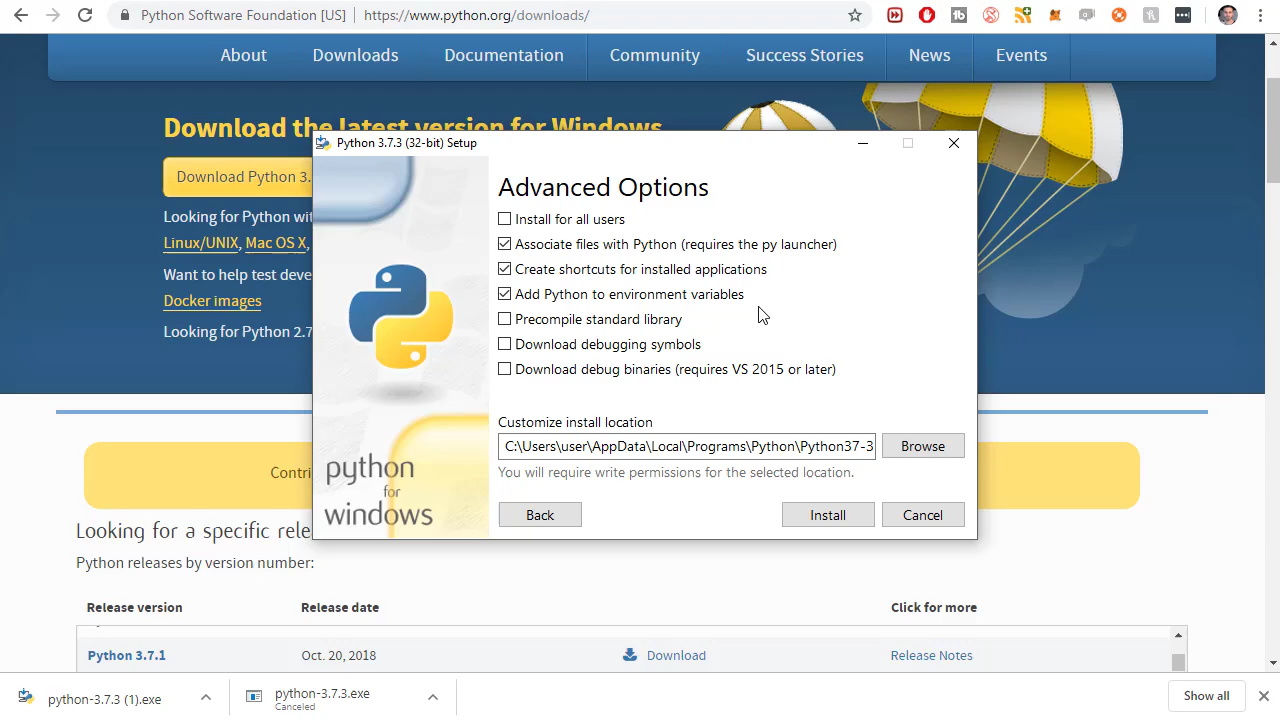 Python Software Foundation [US]
https://www.python.org/downloads/
About
Downloads
Documentation
Community
Success Stories
News
Events
Download the latest version for Windows
Download Python 3.
Looking for Python wit
Linux/UNIX, Mac OS X,
Want to help test deve
Docker images
Looking for Python 2.7
Python 3.7.3 (32-bit) Setup
Advanced Options
Install for all users
Associate files with Python (requires the py launcher)
Create shortcuts for installed applications
Add Python to environment variables
Precompile standard library
Download debugging symbols
Download debug binaries (requires VS 2015 or later)
Customize install location
C:\Users\user\AppData\Local\Programs\Python\Python37-3
Browse
You will require write permissions for the selected location.
Back
Install
Cancel
python
for
windows
Contri
Looking for a specific rele
Python releases by version number:
Release version
Release date
Click for more
Python 3.7.1
Oct. 20, 2018
Download
Release Notes
python-3.7.3 (1).exe
python-3.7.3.exe
Canceled
Show all